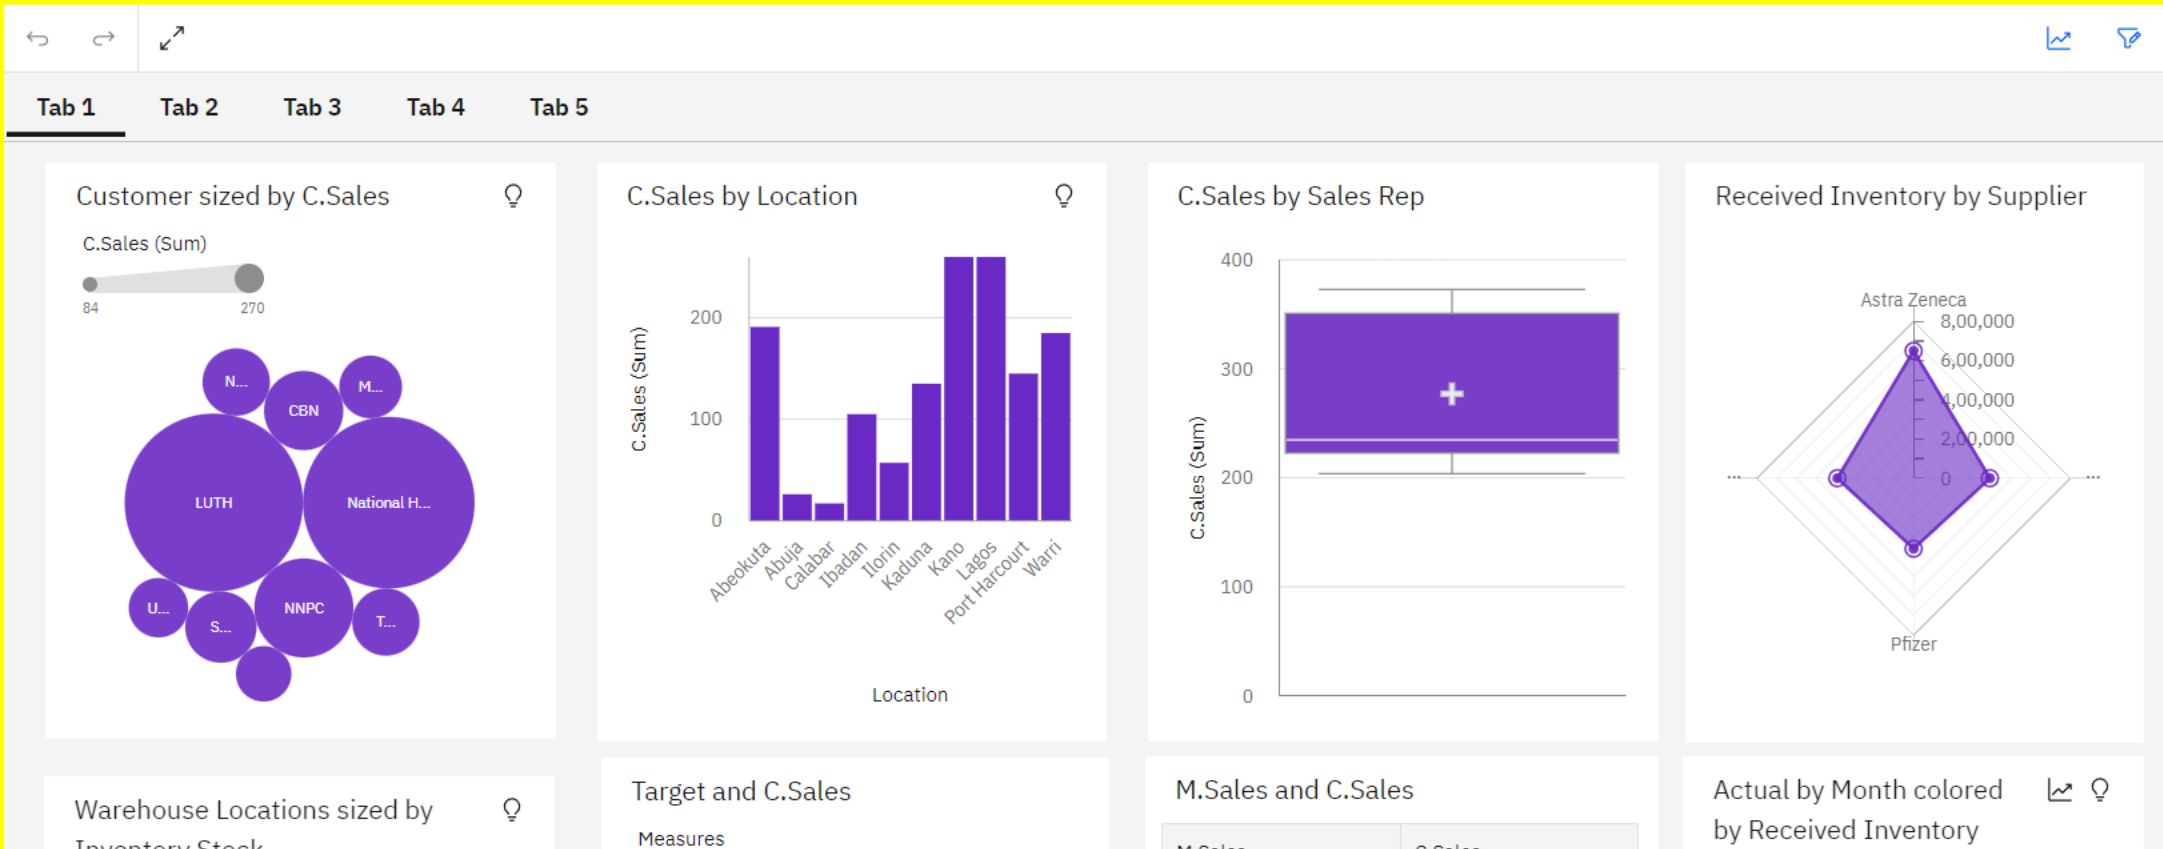 Tab 1 Tab 2 Tab 3 Tab 4 Tab 5
Customer sized by C.Sales
C.Sales (Sum)
84 270
N...
M...
CBN
LUTH
National H...
U...
NNPC
S...
T...
C.Sales by Location
C.Sales (Sum)
200
100
0
Abeokuta
Abuja
Calabar
Ibadan
Ilorin
Kaduna
Kano
Lagos
Port Harcourt
Warri
Location
C.Sales by Sales Rep
C.Sales (Sum)
400
300
200
100
0
Received Inventory by Supplier
Astra Zeneca
8,00,000
6,00,000
4,00,000
2,00,000
... 0 ...
Pfizer
Warehouse Locations sized by
Inventory Stock
Target and C.Sales
Measures
M.Sales and C.Sales
M.Sales C.Sales
Actual by Month colored
by Received Inventory